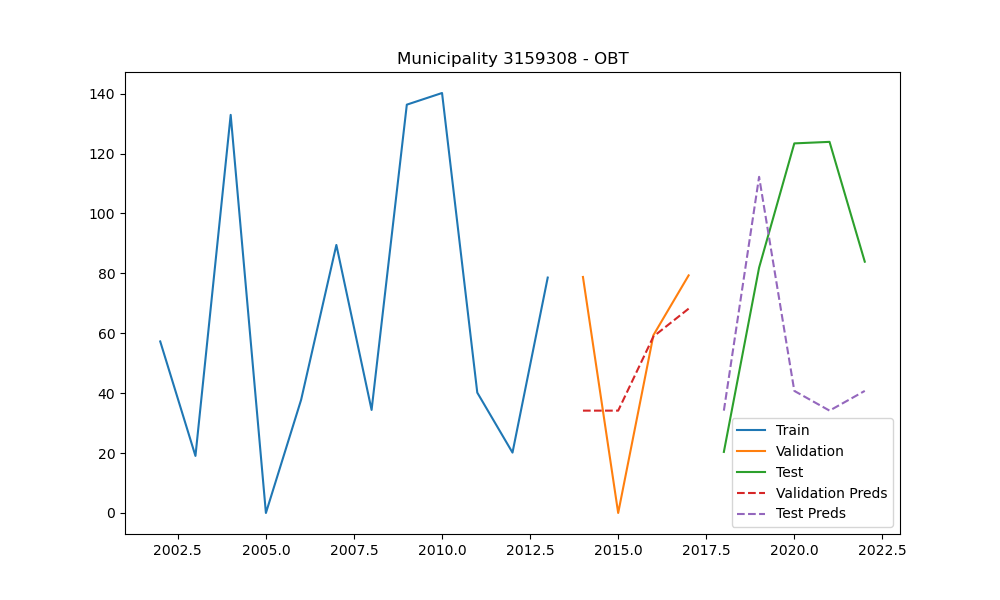 Municipality 3159308 - OBT
140
120
100
80
60
40
20
0
2002.5 2005.0 2007.5 2010.0 2012.5 2015.0 2017.5 2020.0 2022.5
Train
Validation
Test
Validation Preds
Test Preds